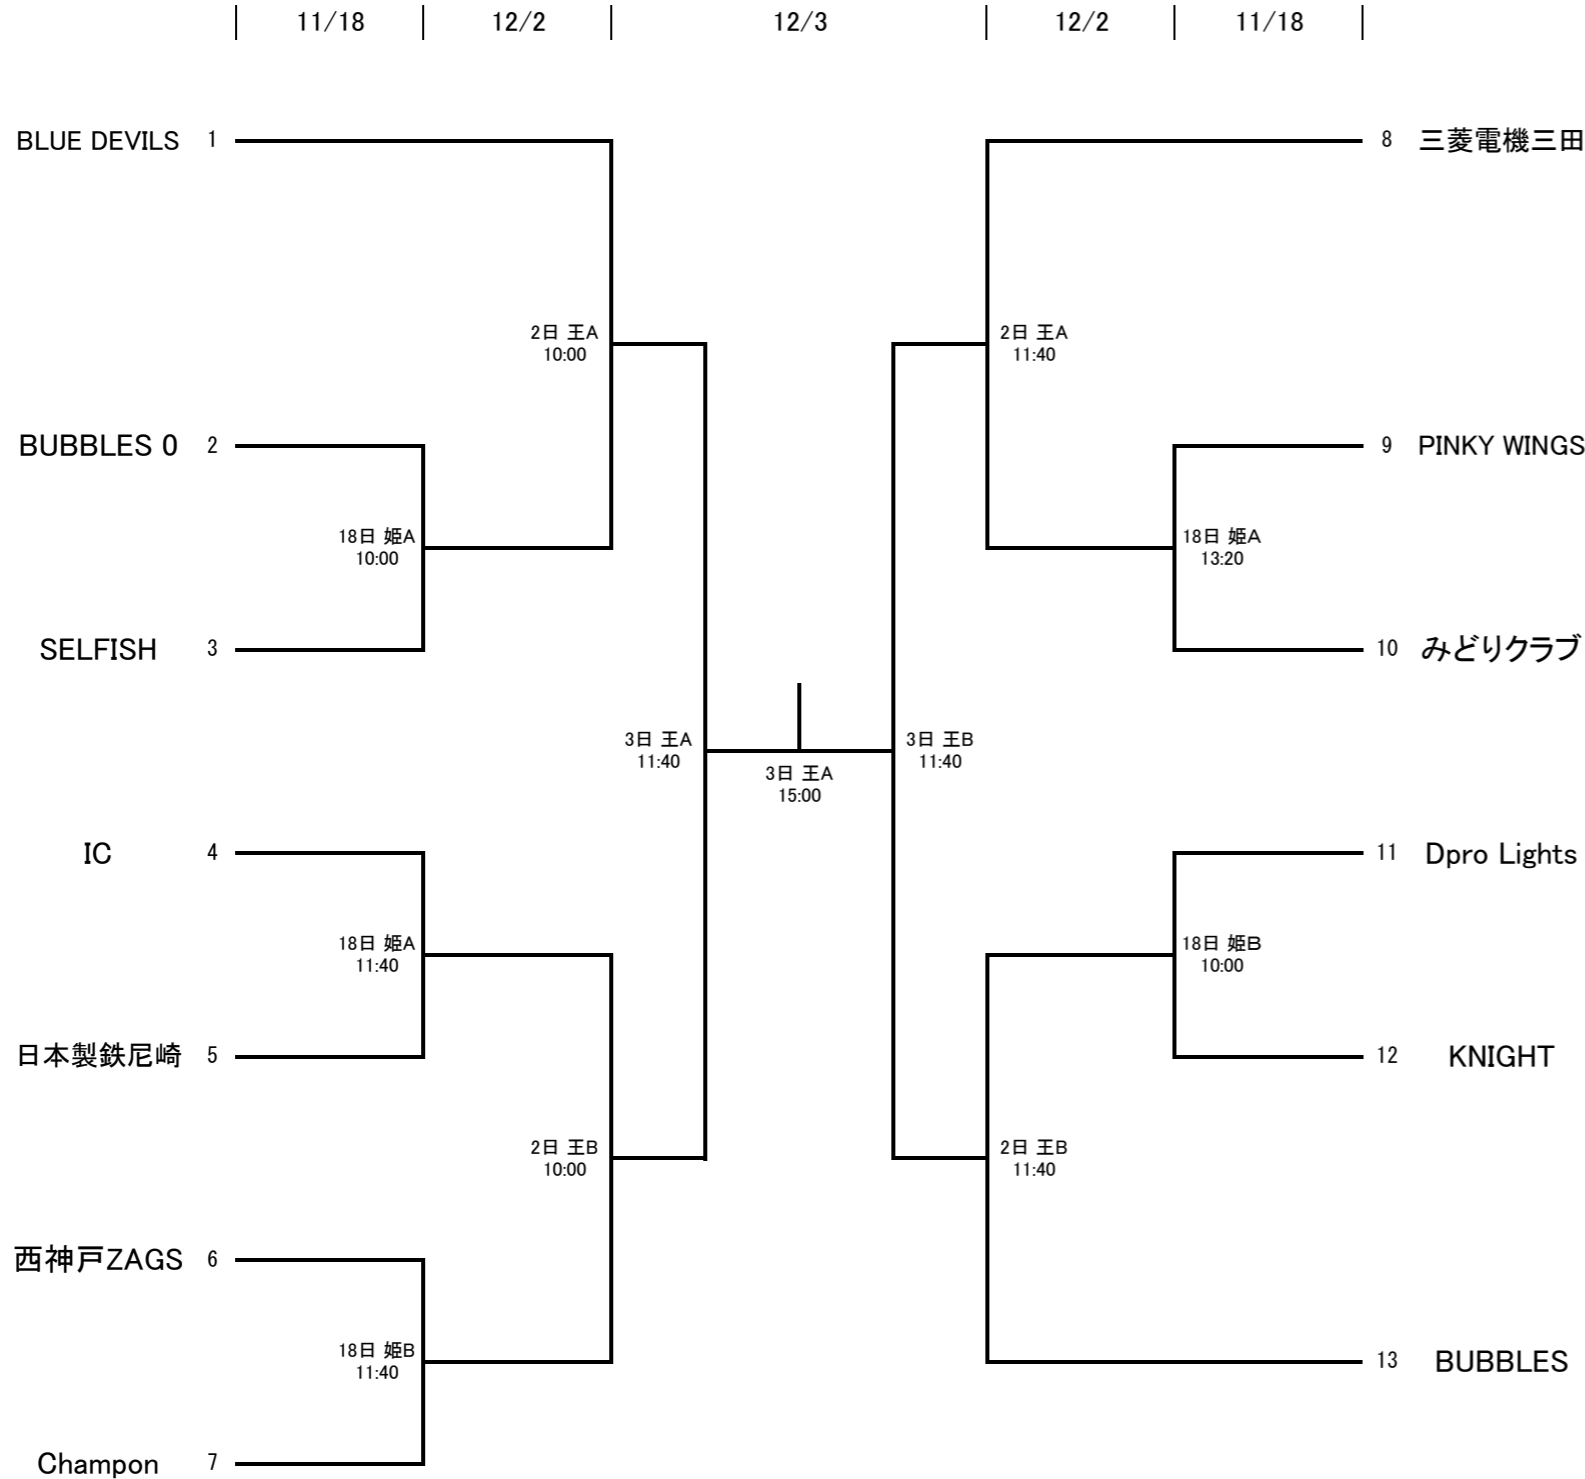 11/18
12/2
12/3
12/2
11/18
BLUE DEVILS 1
8 三菱電機三田
2日 王A
10:00
2日 王A
11:40
BUBBLES 0 2
9 PINKY WINGS
18日 姫A
10:00
18日 姫A
13:20
SELFISH 3
10 みどりクラブ
3日 王A
11:40
3日 王A
15:00
3日 王B
11:40
IC 4
11 Dpro Lights
18日 姫A
11:40
18日 姫B
10:00
日本製鉄尼崎 5
12 KNIGHT
2日 王B
10:00
2日 王B
11:40
西神戸ZAGS 6
18日 姫B
11:40
13 BUBBLES
Champon 7